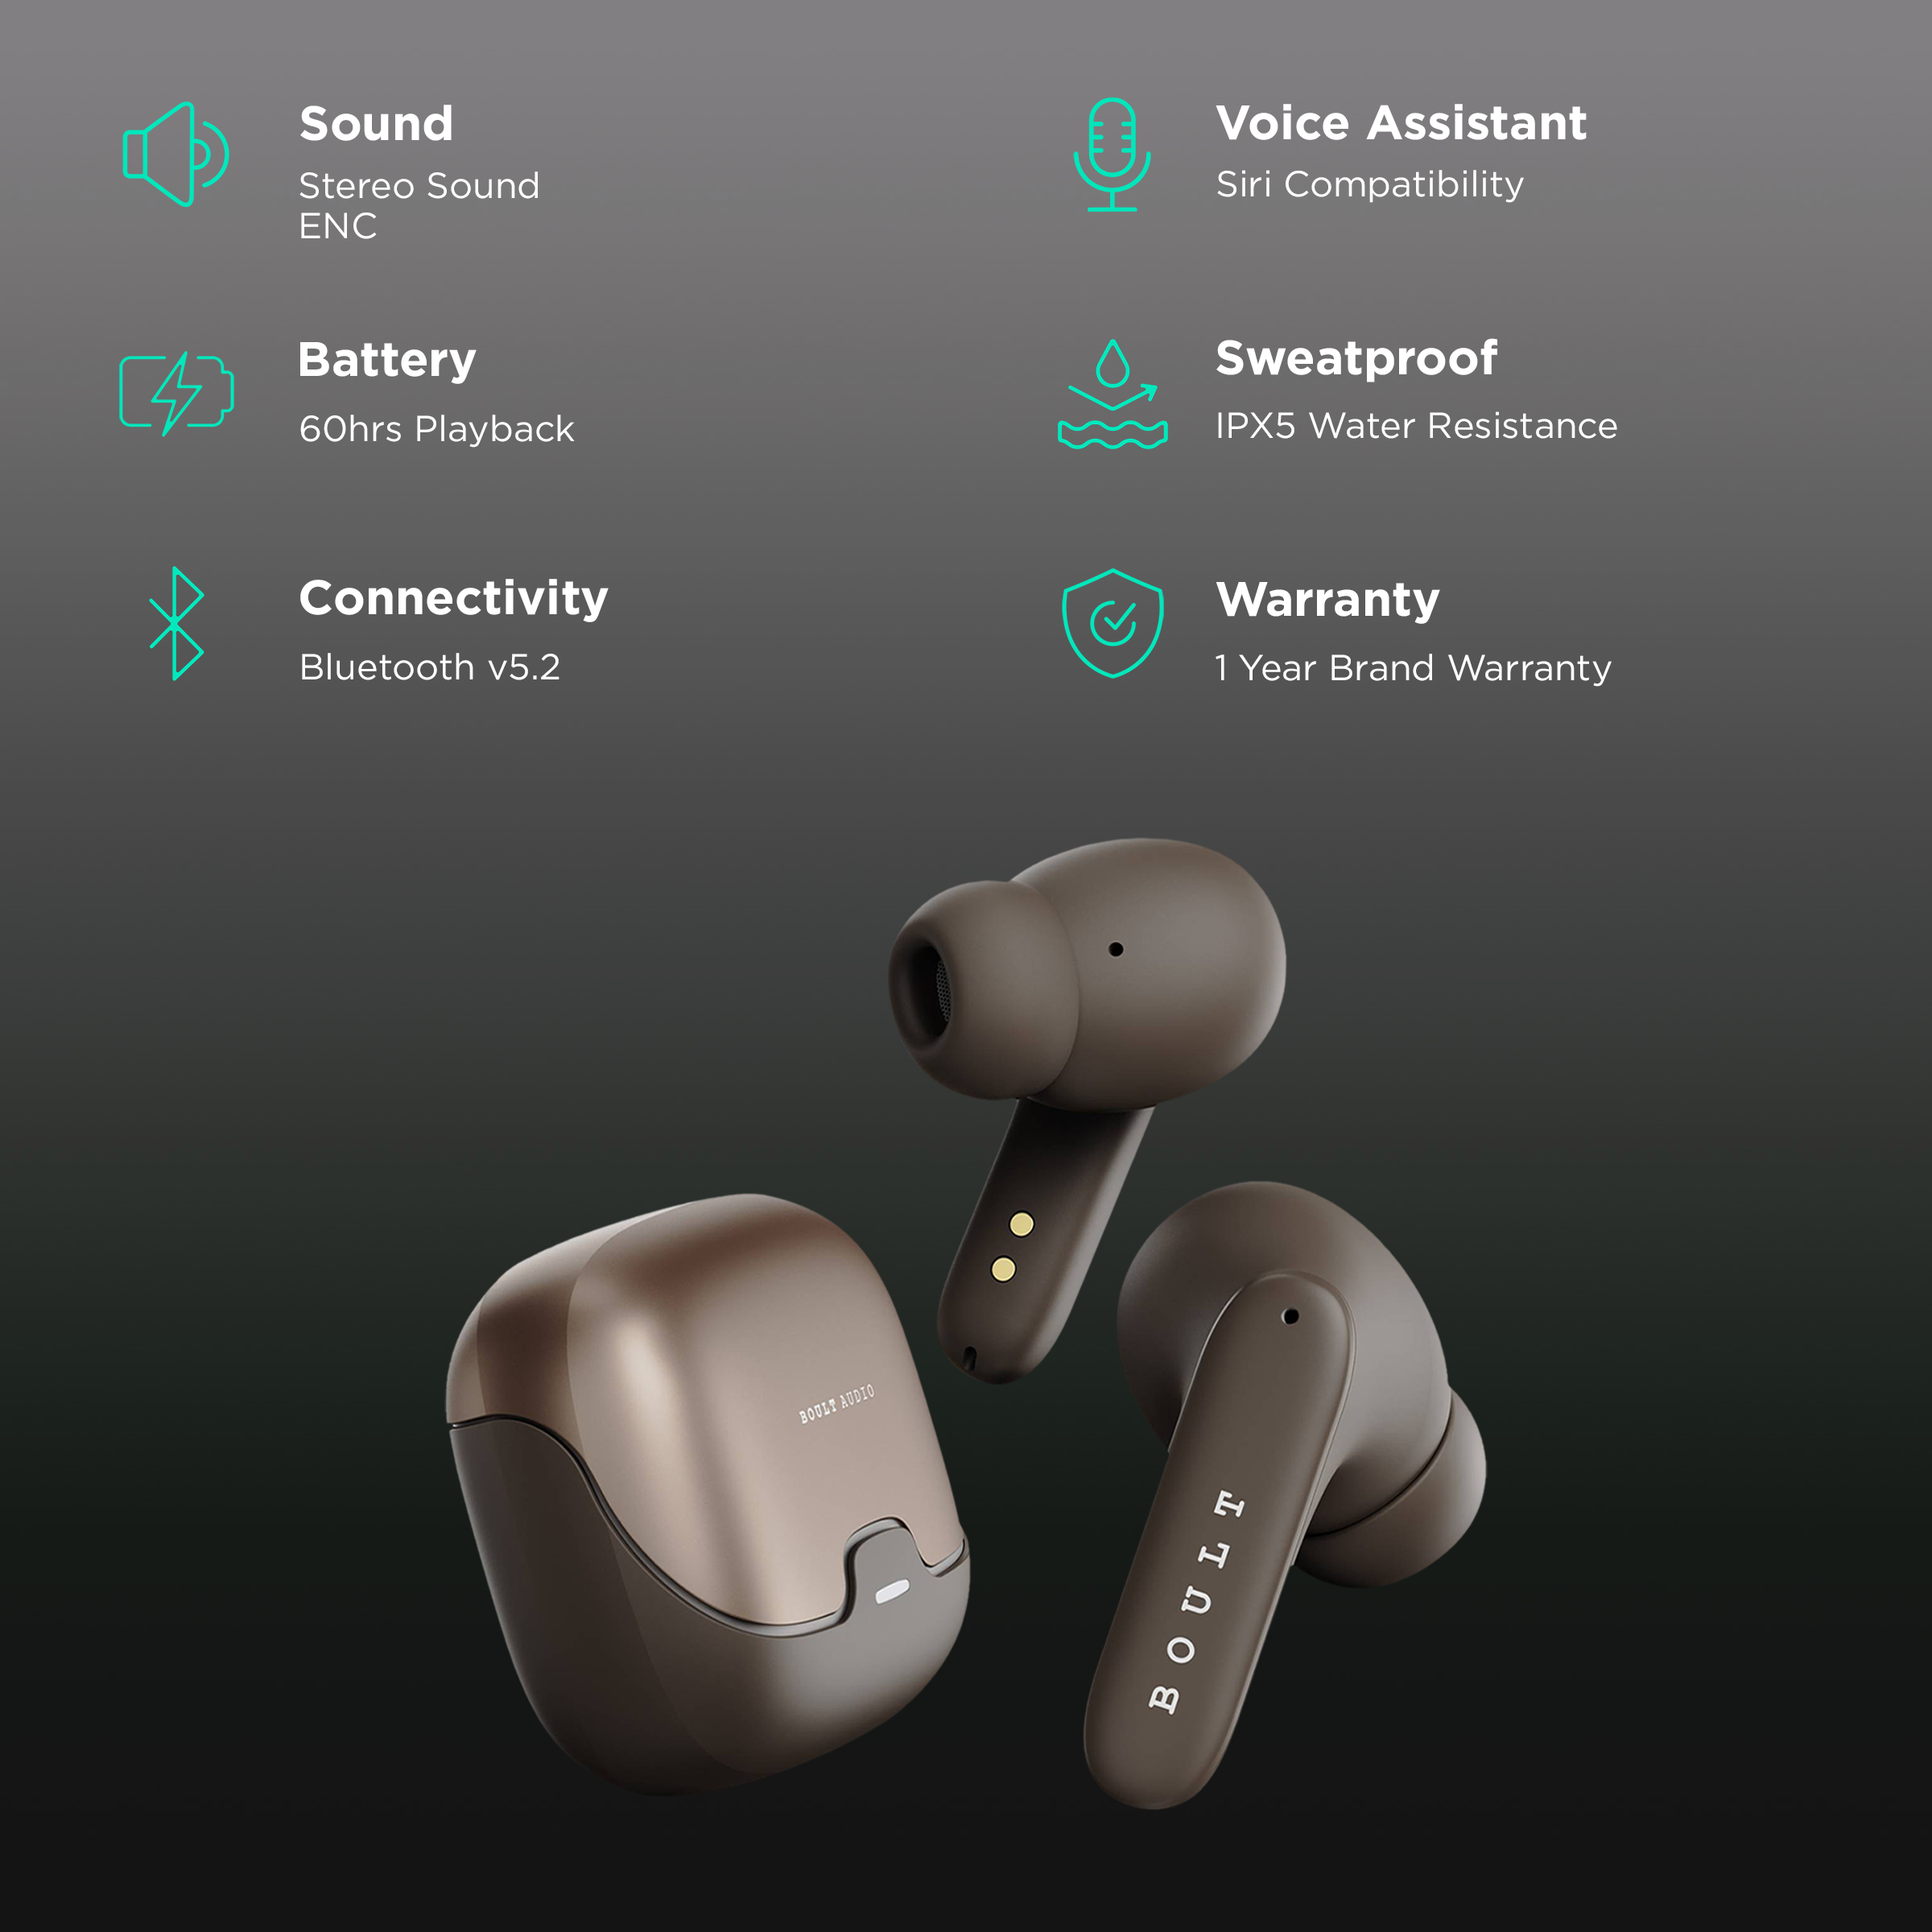 Sound
Stereo Sound
ENC
Voice Assistant
Siri Compatibility
Battery
60hrs Playback
Sweatproof
IPX5 Water Resistance
Connectivity
Bluetooth v5.2
Warranty
1 Year Brand Warranty
BOULT AUDIO
BOULT